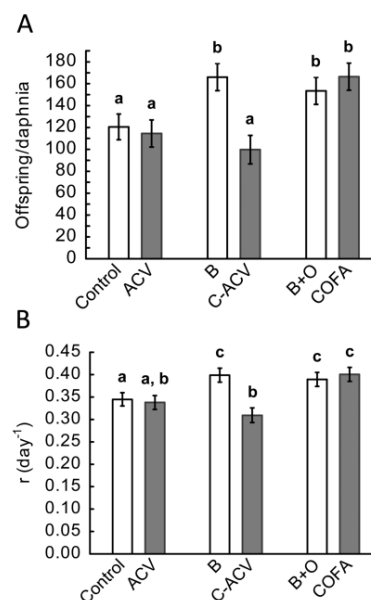 A
Offspring/daphnia
180
160
140
120
100
80
60
40
20
0
a a b a b b
Control ACV B C-ACV B+O COFA
B
r (day⁻¹)
0.45
0.40
0.35
0.30
0.25
0.20
0.15
0.10
0.05
0.00
a a, b c b c c
Control ACV B C-ACV B+O COFA